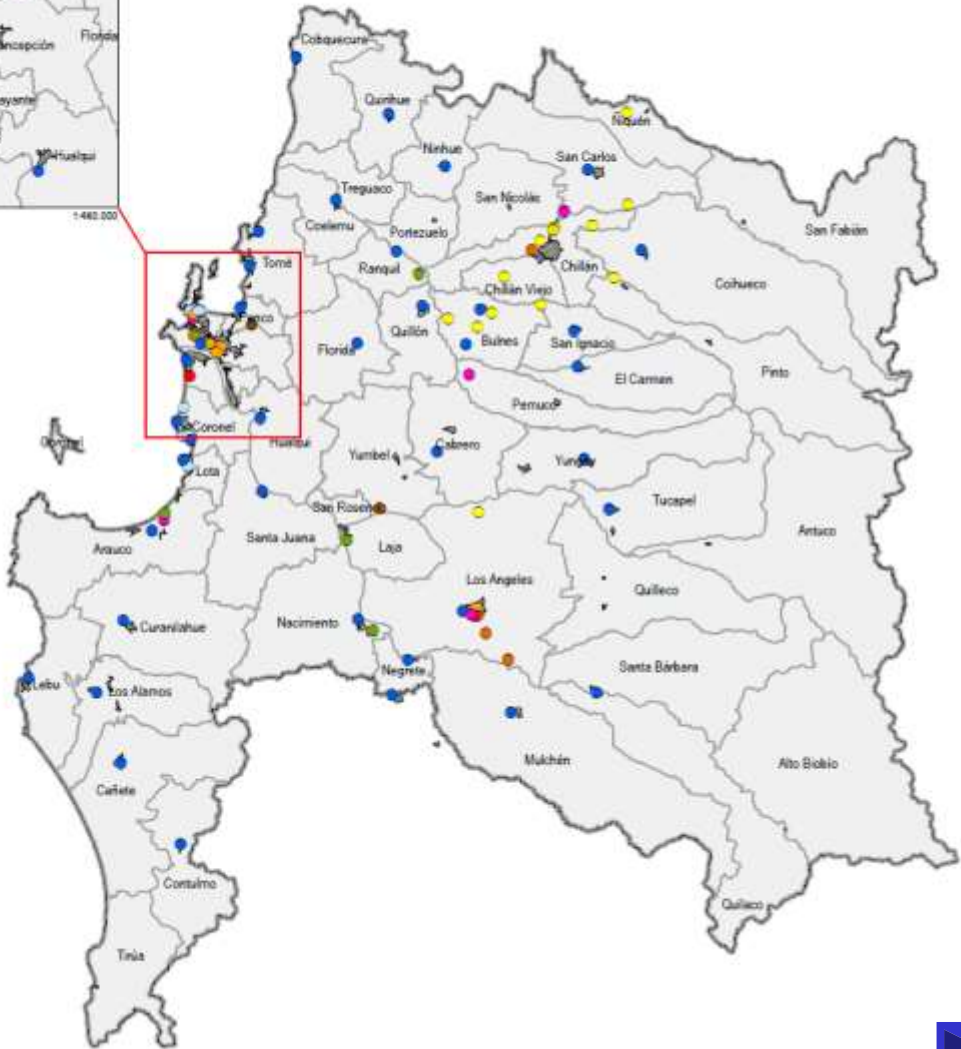 Florida
Hualqui
1:460.000
Cobquecura
Quirihue
Ninhue
Ñiquén
San Carlos
Treguaco
San Nicolás
Coelemu
Portezuelo
San Fabián
Tomé
Ranquil
Chillán
Coihueco
Chillán Viejo
Penco
Quillón
Bulnes
San Ignacio
Florida
El Carmen
Pinto
Pemuco
Coronel
Hualqui
Cabrero
Yumbel
Yungay
Lota
Tucapel
San Rosendo
Antuco
Santa Juana
Laja
Arauco
Los Angeles
Quilleco
Nacimiento
Curanilahue
Santa Bárbara
Negrete
Lebu
Los Alamos
Mulchén
Alto Biobio
Cañete
Contulmo
Quilaco
Tirúa